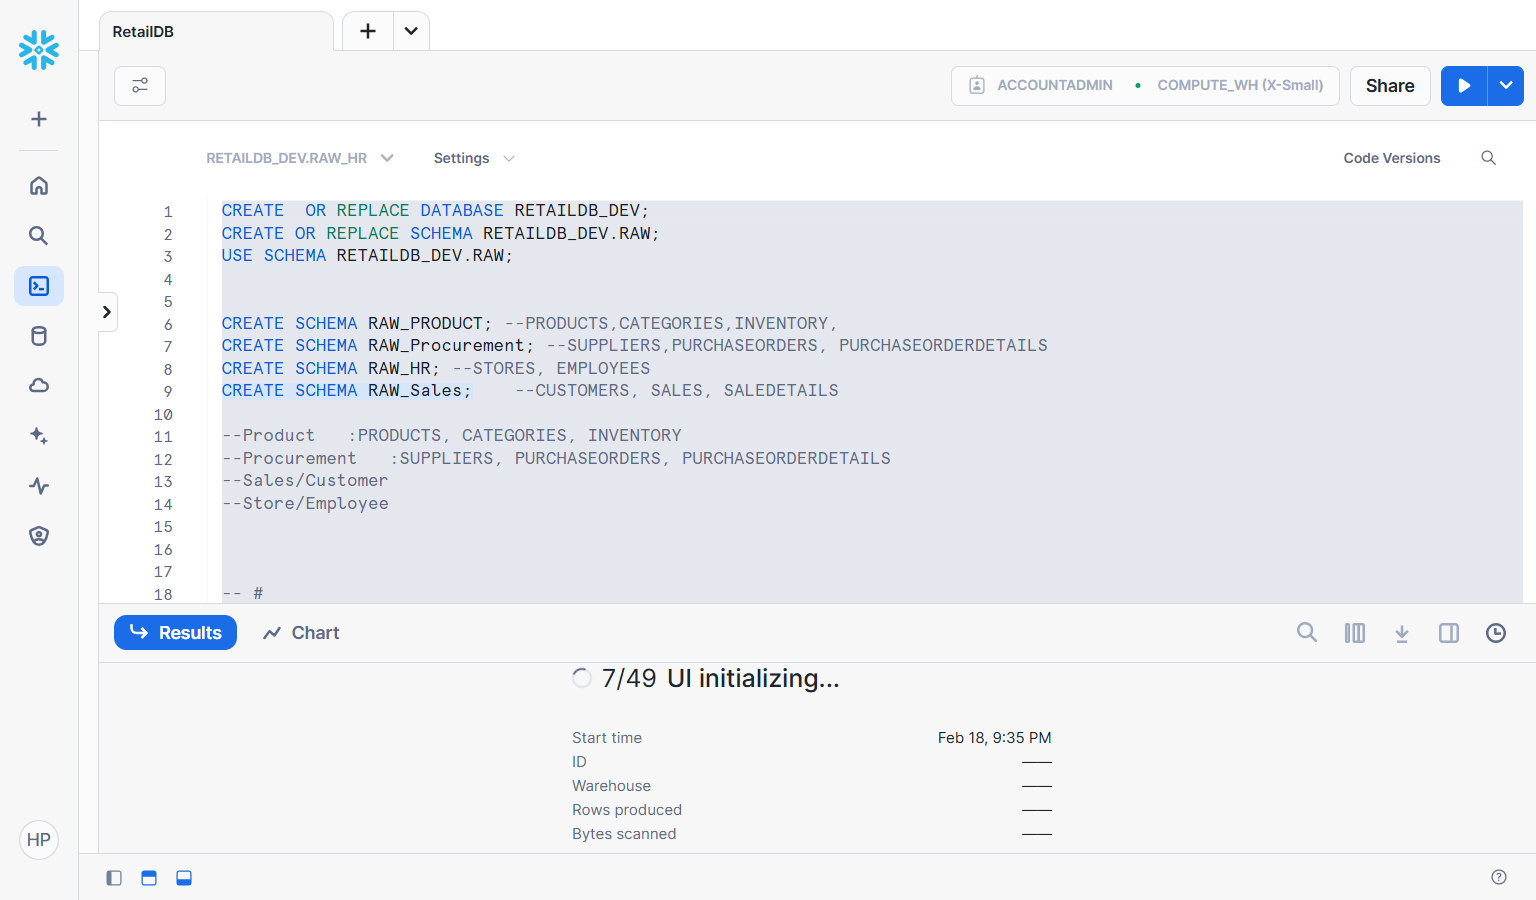 RetailDB
ACCOUNTADMIN • COMPUTE_WH (X-Small)
Share
RETAILDB_DEV.RAW_HR
Settings
Code Versions
1 CREATE  OR REPLACE DATABASE RETAILDB_DEV;
2 CREATE OR REPLACE SCHEMA RETAILDB_DEV.RAW;
3 USE SCHEMA RETAILDB_DEV.RAW;
4
5
6 CREATE SCHEMA RAW_PRODUCT; --PRODUCTS,CATEGORIES,INVENTORY,
7 CREATE SCHEMA RAW_Procurement; --SUPPLIERS,PURCHASEORDERS, PURCHASEORDERDETAILS
8 CREATE SCHEMA RAW_HR; --STORES, EMPLOYEES
9 CREATE SCHEMA RAW_Sales;    --CUSTOMERS, SALES, SALEDETAILS
10
11 --Product   :PRODUCTS, CATEGORIES, INVENTORY
12 --Procurement   :SUPPLIERS, PURCHASEORDERS, PURCHASEORDERDETAILS
13 --Sales/Customer
14 --Store/Employee
15
16
17
18 -- #
Results
Chart
7/49 UI initializing...
Start time Feb 18, 9:35 PM
ID
Warehouse
Rows produced
Bytes scanned
HP